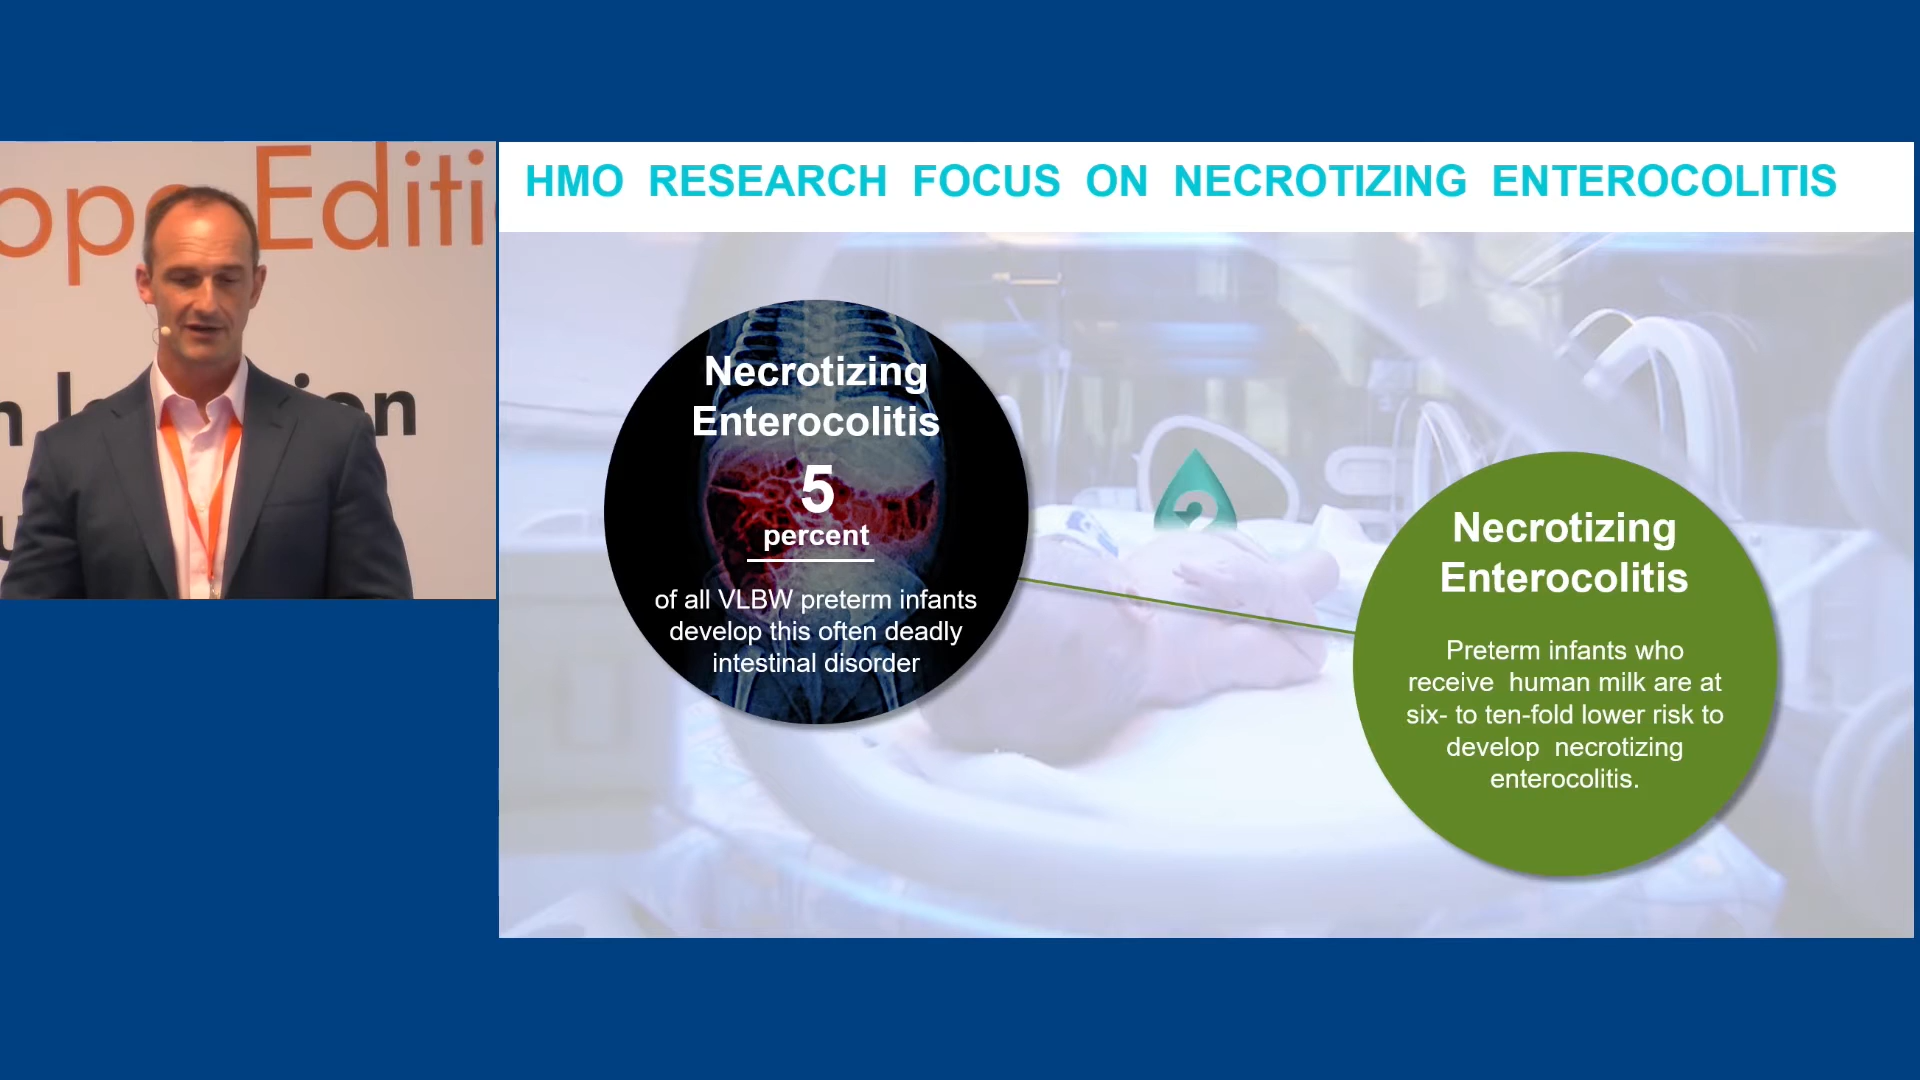 Editi
HMO RESEARCH FOCUS ON NECROTIZING ENTEROCOLITIS
Necrotizing
Enterocolitis
5
percent
of all VLBW preterm infants
develop this often deadly
intestinal disorder
?
Necrotizing
Enterocolitis
Preterm infants who
receive human milk are at
six- to ten-fold lower risk to
develop necrotizing
enterocolitis.